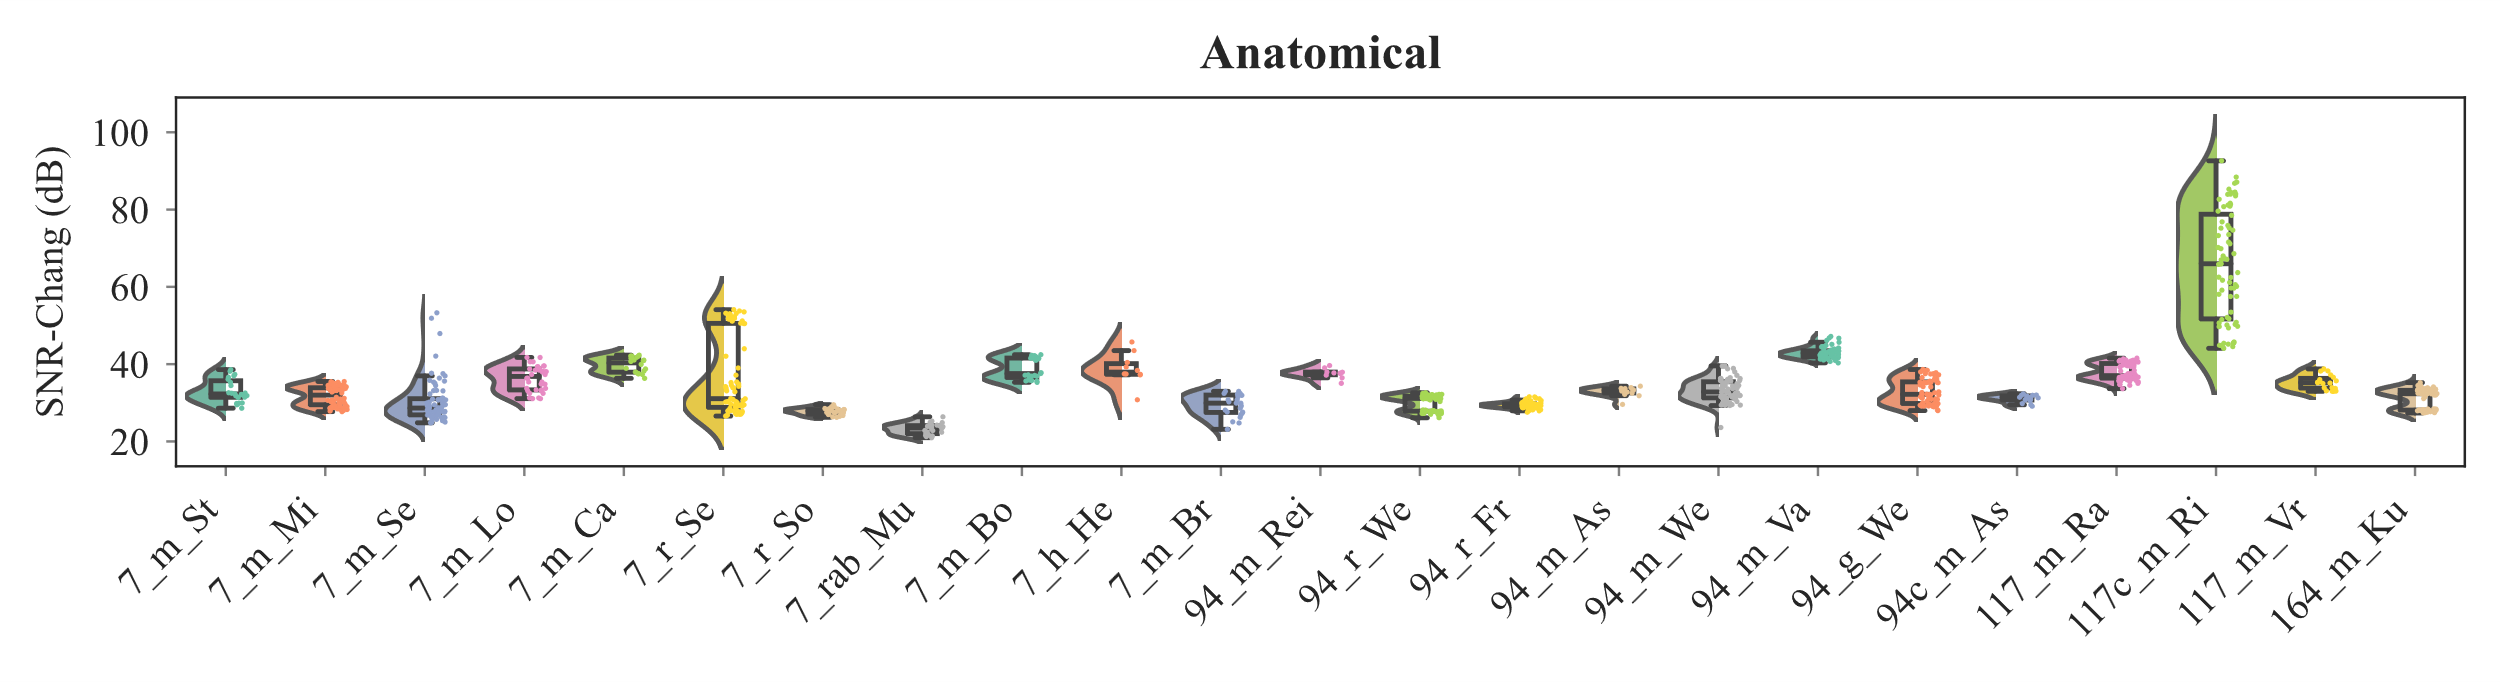 Anatomical
SNR-Chang (dB)
100
80
60
40
20
7_m_St
7_m_Mi
7_m_Se
7_m_Lo
7_m_Ca
7_r_Se
7_r_So
7_rab_Mu
7_m_Bo
7_h_He
7_m_Br
94_m_Rei
94_r_We
94_r_Fr
94_m_As
94_m_We
94_m_Va
94_g_We
94c_m_As
117_m_Ra
117c_m_Ri
117_m_Vr
164_m_Ku